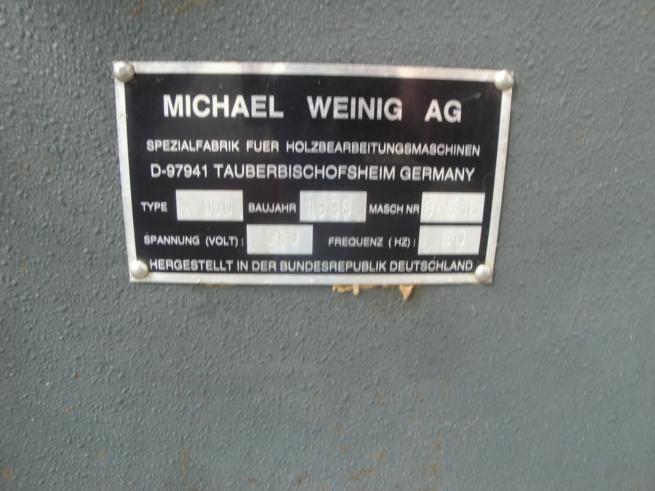 MICHAEL WEINIG AG
SPEZIALFABRIK FUER HOLZBEARBEITUNGSMASCHINEN
D-97941 TAUBERBISCHOFSHEIM GERMANY
TYPE BAUJAHR 1998 MASCH NR
SPANNUNG (VOLT): FREQUENZ (HZ): 50
HERGESTELLT IN DER BUNDESREPUBLIK DEUTSCHLAND